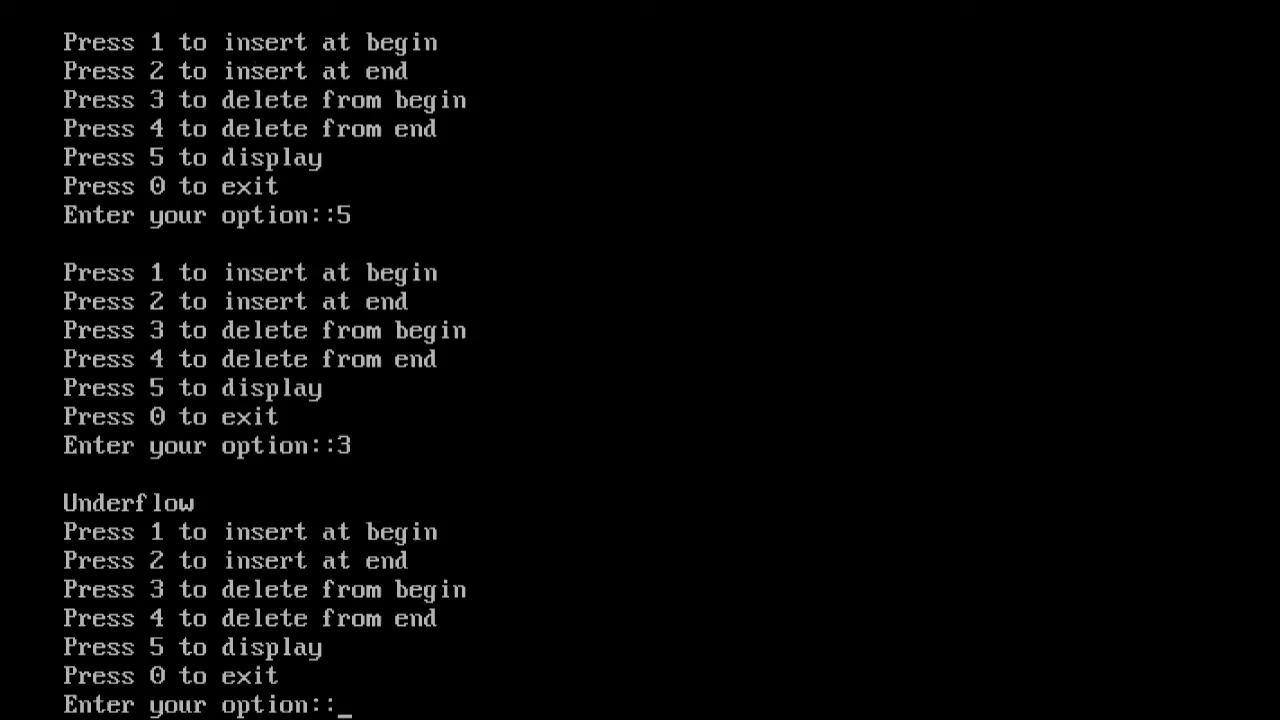 Press 1 to insert at begin
Press 2 to insert at end
Press 3 to delete from begin
Press 4 to delete from end
Press 5 to display
Press 0 to exit
Enter your option::5
Press 1 to insert at begin
Press 2 to insert at end
Press 3 to delete from begin
Press 4 to delete from end
Press 5 to display
Press 0 to exit
Enter your option::3
Underflow
Press 1 to insert at begin
Press 2 to insert at end
Press 3 to delete from begin
Press 4 to delete from end
Press 5 to display
Press 0 to exit
Enter your option::_